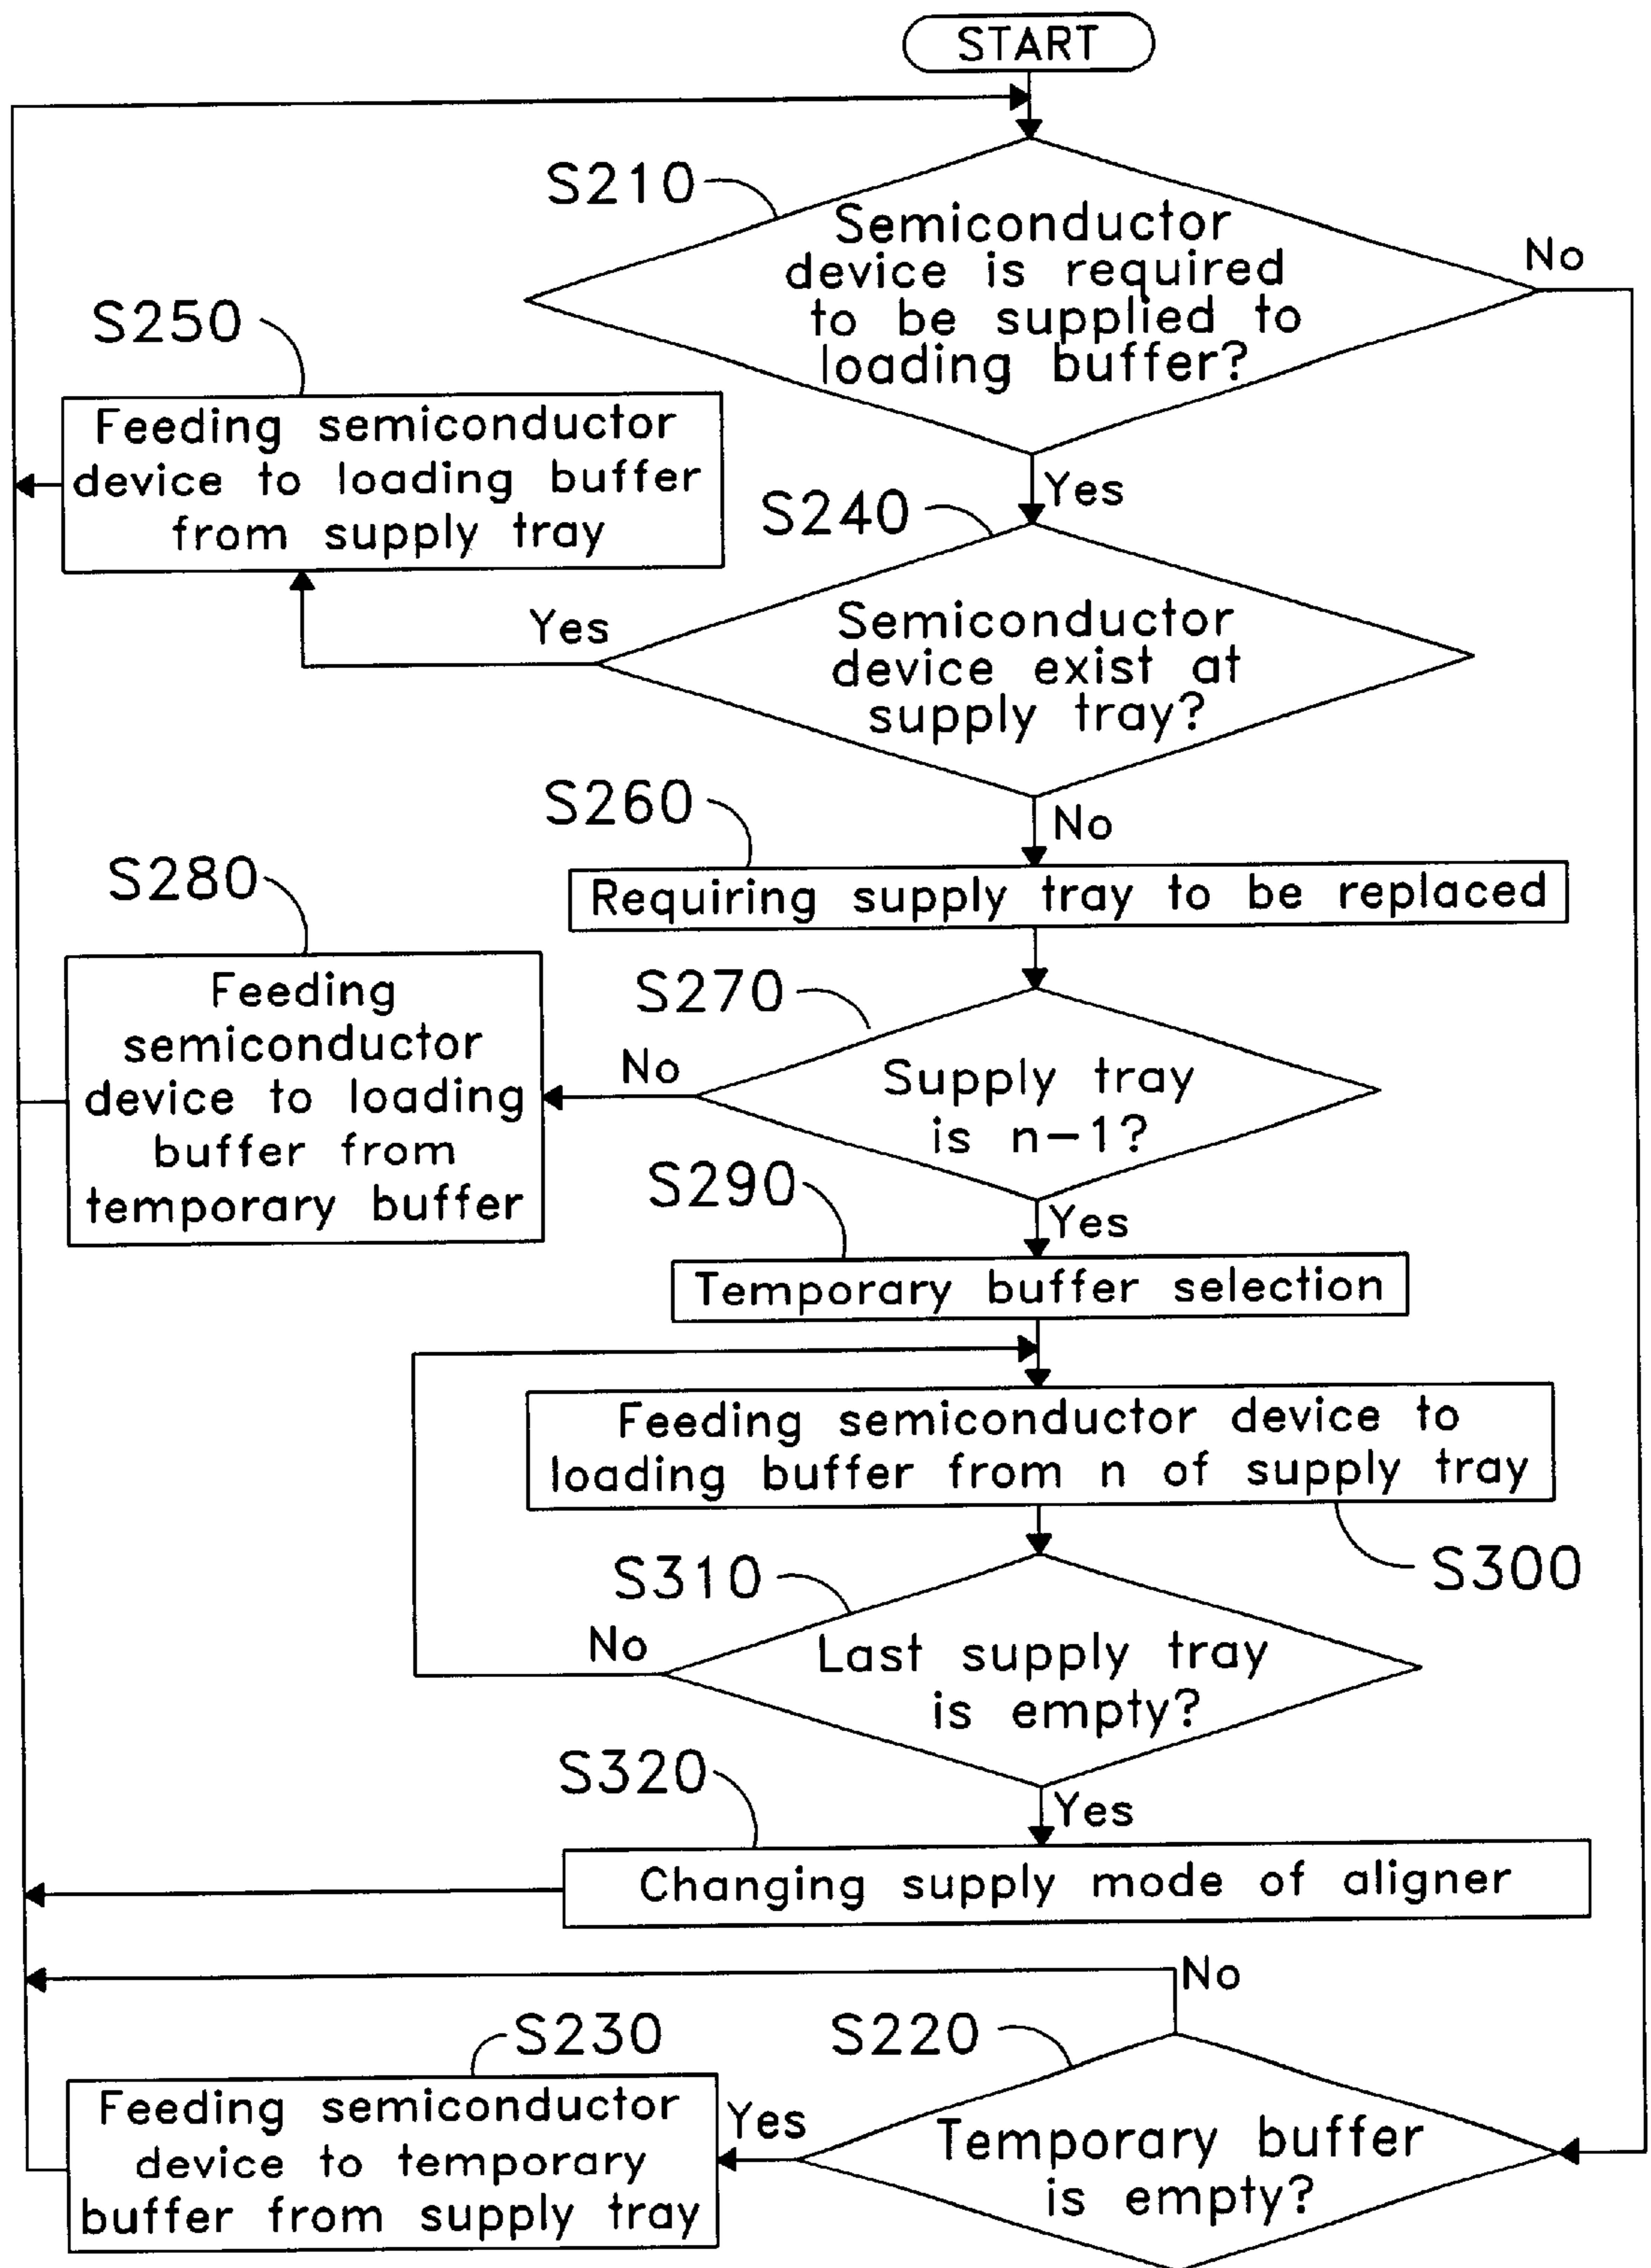 START
S210
Semiconductor
device is required
to be supplied to
loading buffer?
No
Yes
S250
Feeding semiconductor
device to loading buffer
from supply tray
S240
Yes
Semiconductor
device exist at
supply tray?
No
S260
Requiring supply tray to be replaced
S280
Feeding
semiconductor
device to loading
buffer from
temporary buffer
S270
No
Supply tray
is n-1?
Yes
S290
Temporary buffer selection
Feeding semiconductor device to
loading buffer from n of supply tray
S300
S310
No
Last supply tray
is empty?
Yes
S320
Changing supply mode of aligner
No
S230
S220
Feeding semiconductor
device to temporary
buffer from supply tray
Yes
Temporary buffer
is empty?